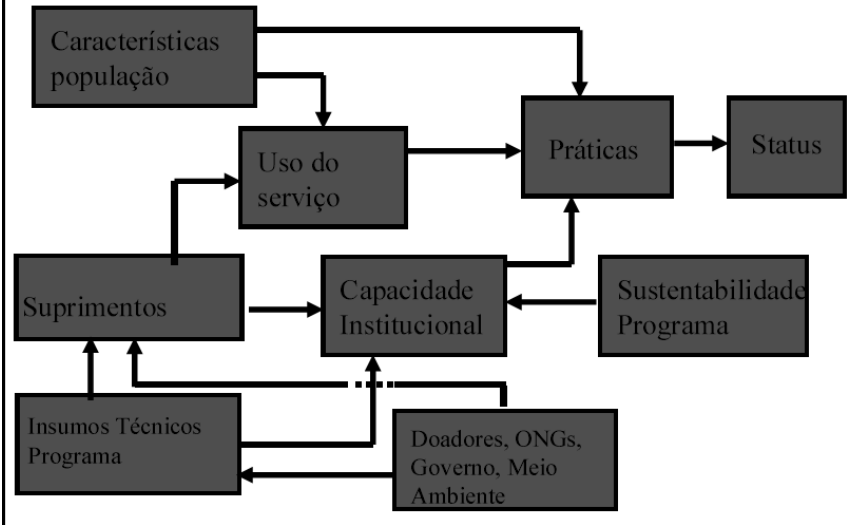 Características
população
Uso do
serviço
Práticas
Status
Suprimentos
Capacidade
Institucional
Sustentabilidade
Programa
Insumos Técnicos
Programa
Doadores, ONGs,
Governo, Meio
Ambiente